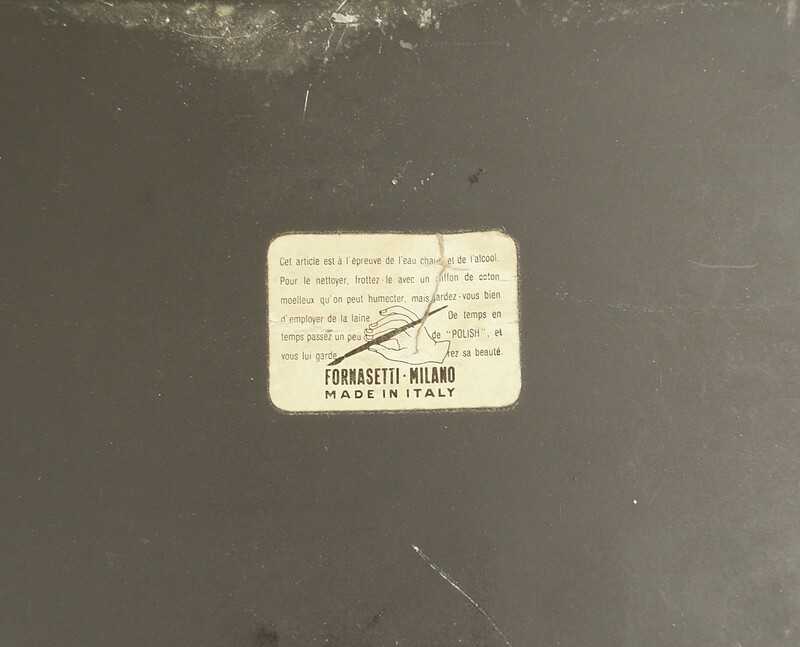 Cet article est à l'épreuve de l'eau chaude et de l'alcool.
Pour le nettoyer, frottez-le avec un chiffon de coton
moelleux qu'on peut humecter, mais gardez-vous bien
d'employer de la laine. De temps en
temps passez un peu de "POLISH", et
vous lui garderez sa beauté.
FORNASETTI · MILANO
MADE IN ITALY